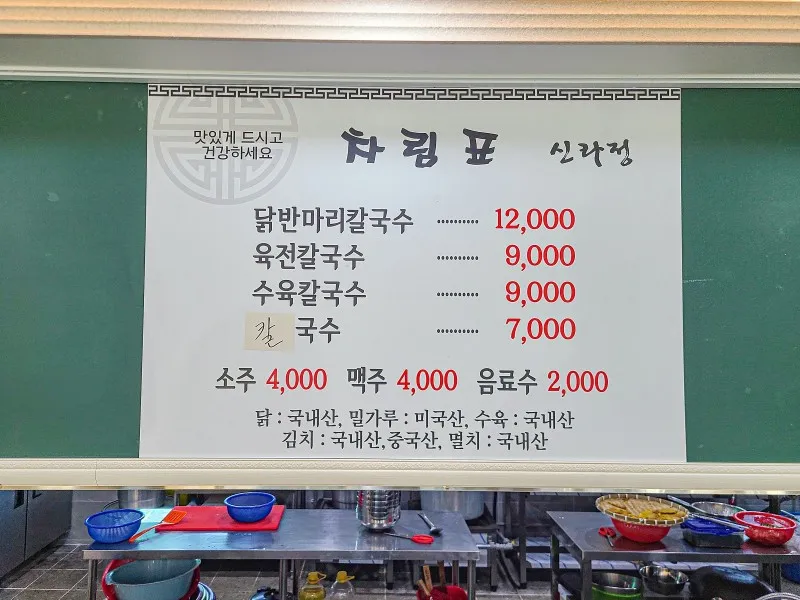 맛있게 드시고
건강하세요
차림표 신라정
닭반마리칼국수 ·········· 12,000
육전칼국수 ·········· 9,000
수육칼국수 ·········· 9,000
칼국수 ·········· 7,000
소주 4,000 맥주 4,000 음료수 2,000
닭 : 국내산, 밀가루 : 미국산, 수육 : 국내산
김치 : 국내산,중국산, 멸치 : 국내산